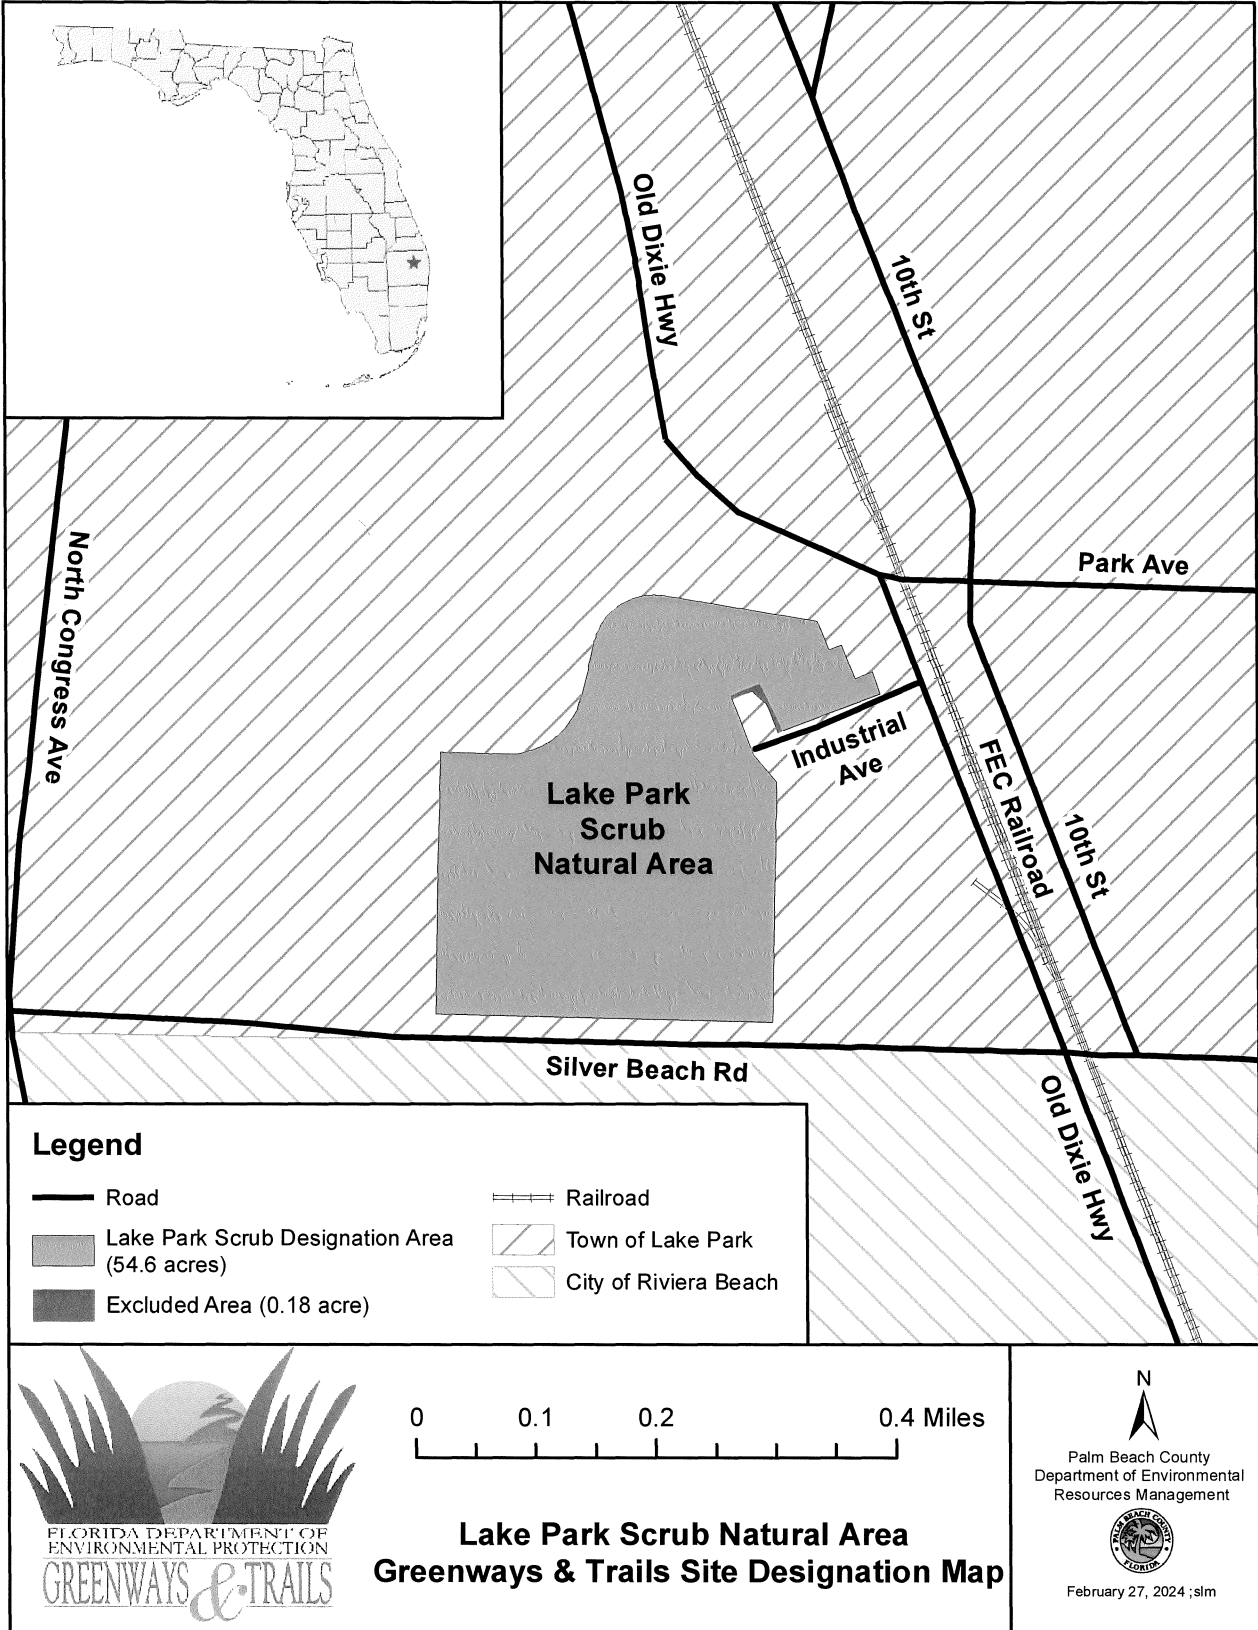 Old Dixie Hwy
10th St
Park Ave
North Congress Ave
Industrial
Ave
Lake Park
Scrub
Natural Area
FEC Railroad
10th St
Silver Beach Rd
Old Dixie Hwy
Legend
Road
Lake Park Scrub Designation Area
(54.6 acres)
Excluded Area (0.18 acre)
Railroad
Town of Lake Park
City of Riviera Beach
FLORIDA DEPARTMENT OF
ENVIRONMENTAL PROTECTION
GREENWAYS & TRAILS
0 0.1 0.2 0.4 Miles
Lake Park Scrub Natural Area
Greenways & Trails Site Designation Map
N
Palm Beach County
Department of Environmental
Resources Management
PALM BEACH COUNTY
FLORIDA
February 27, 2024 ;slm